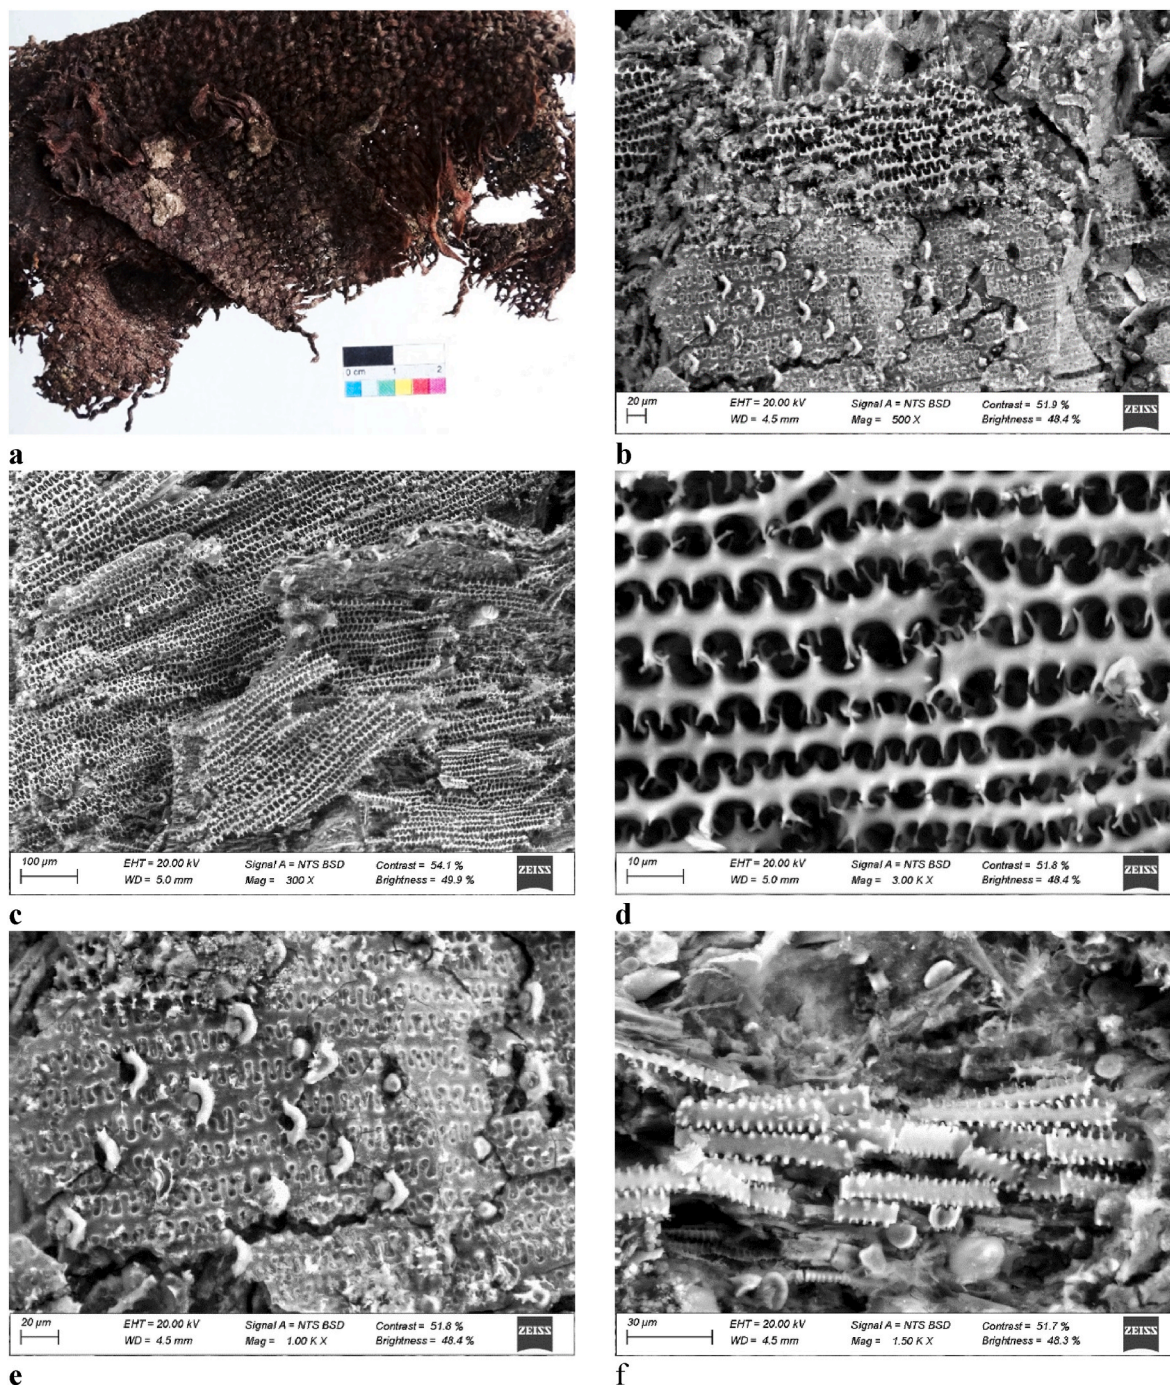 0 cm 1 2
a
20 µm EHT = 20.00 kV Signal A = NTS BSD Contrast = 51.9 % ZEISS
WD = 4.5 mm Mag = 500 X Brightness = 48.4 %
b
100 µm EHT = 20.00 kV Signal A = NTS BSD Contrast = 54.1 % ZEISS
WD = 5.0 mm Mag = 300 X Brightness = 49.9 %
c
10 µm EHT = 20.00 kV Signal A = NTS BSD Contrast = 51.8 % ZEISS
WD = 5.0 mm Mag = 3.00 K X Brightness = 48.4 %
d
20 µm EHT = 20.00 kV Signal A = NTS BSD Contrast = 51.8 % ZEISS
WD = 4.5 mm Mag = 1.00 K X Brightness = 48.4 %
e
30 µm EHT = 20.00 kV Signal A = NTS BSD Contrast = 51.7 % ZEISS
WD = 4.5 mm Mag = 1.50 K X Brightness = 48.3 %
f